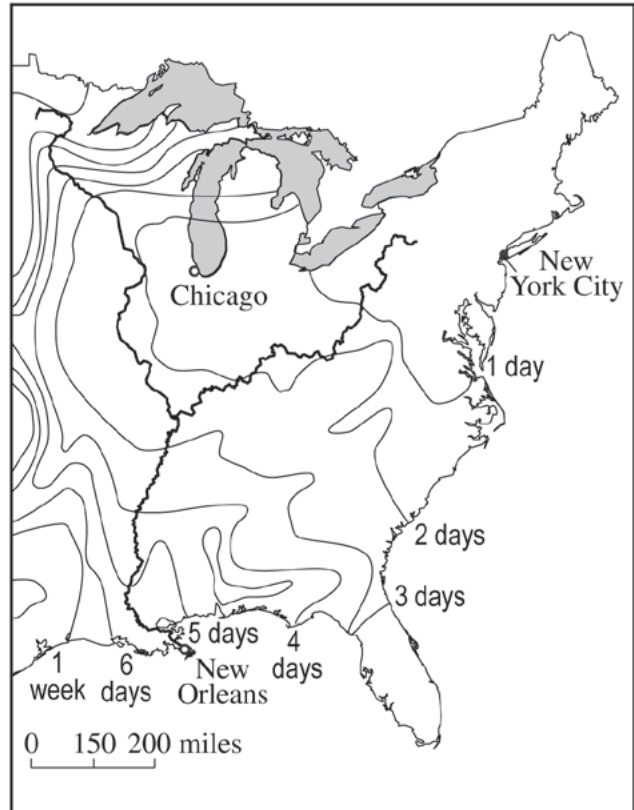 Chicago
New
York City
1 day
2 days
3 days
5 days
4
days
1
week
6
days
New
Orleans
0 150 200 miles